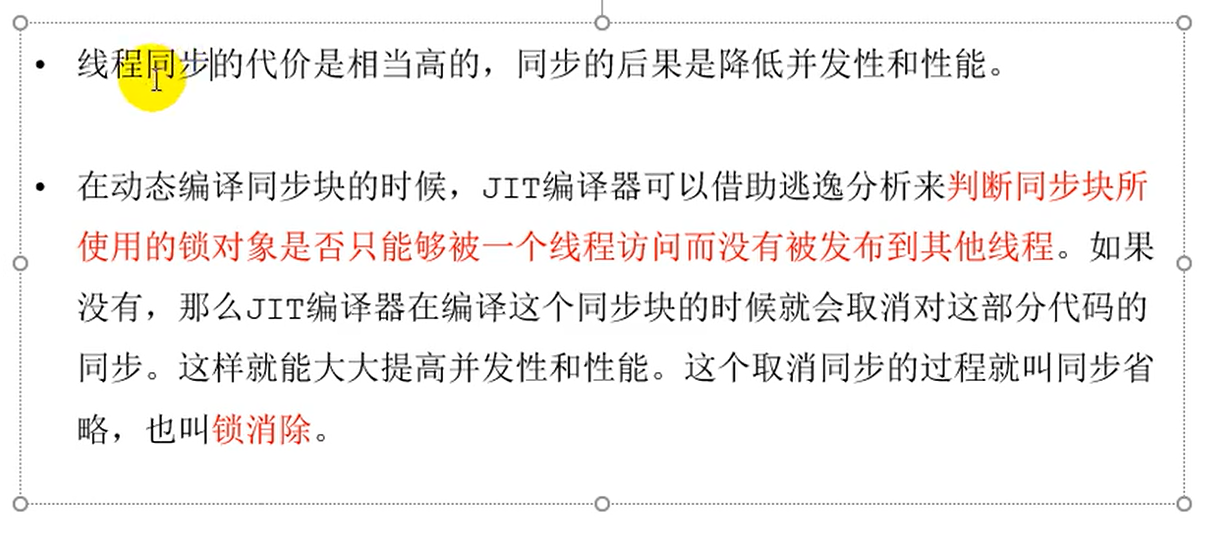 • 线程同步的代价是相当高的，同步的后果是降低并发性和性能。
• 在动态编译同步块的时候，JIT编译器可以借助逃逸分析来判断同步块所
使用的锁对象是否只能够被一个线程访问而没有被发布到其他线程。如果
没有，那么JIT编译器在编译这个同步块的时候就会取消对这部分代码的
同步。这样就能大大提高并发性和性能。这个取消同步的过程就叫同步省
略，也叫锁消除。